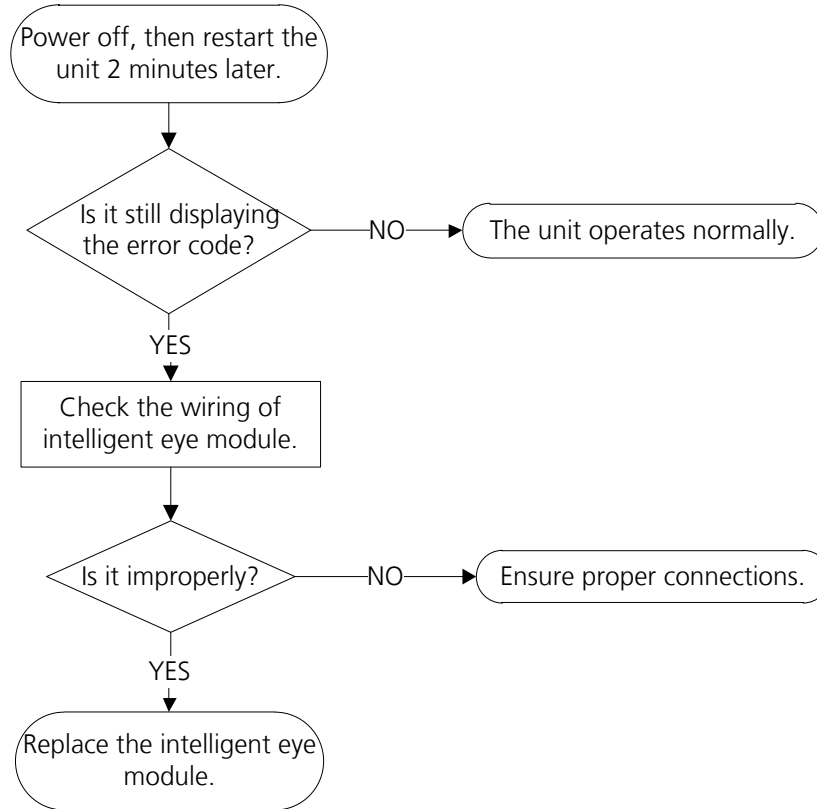 Power off, then restart the
unit 2 minutes later.
Is it still displaying
the error code?
NO
The unit operates normally.
YES
Check the wiring of
intelligent eye module.
Is it improperly?
NO
Ensure proper connections.
YES
Replace the intelligent eye
module.